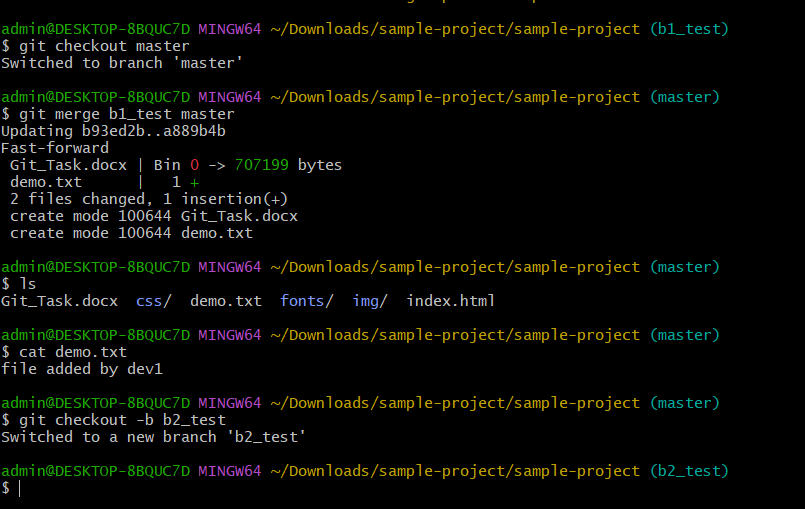 admin@DESKTOP-8BQUC7D MINGW64 ~/Downloads/sample-project/sample-project (b1_test)
$ git checkout master
Switched to branch 'master'
admin@DESKTOP-8BQUC7D MINGW64 ~/Downloads/sample-project/sample-project (master)
$ git merge b1_test master
Updating b93ed2b..a889b4b
Fast-forward
 Git_Task.docx | Bin 0 -> 707199 bytes
 demo.txt      |   1 +
 2 files changed, 1 insertion(+)
 create mode 100644 Git_Task.docx
 create mode 100644 demo.txt
admin@DESKTOP-8BQUC7D MINGW64 ~/Downloads/sample-project/sample-project (master)
$ ls
Git_Task.docx  css/  demo.txt  fonts/  img/  index.html
admin@DESKTOP-8BQUC7D MINGW64 ~/Downloads/sample-project/sample-project (master)
$ cat demo.txt
file added by dev1
admin@DESKTOP-8BQUC7D MINGW64 ~/Downloads/sample-project/sample-project (master)
$ git checkout -b b2_test
Switched to a new branch 'b2_test'
admin@DESKTOP-8BQUC7D MINGW64 ~/Downloads/sample-project/sample-project (b2_test)
$